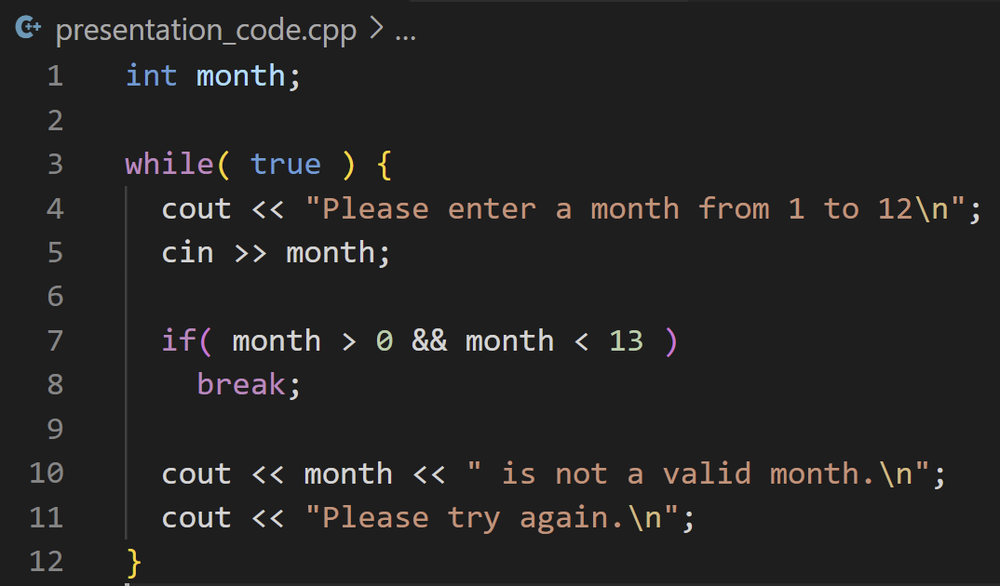 presentation_code.cpp > ...
1 int month;
2
3 while( true ) {
4   cout << "Please enter a month from 1 to 12\n";
5   cin >> month;
6
7   if( month > 0 && month < 13 )
8     break;
9
10   cout << month << " is not a valid month.\n";
11   cout << "Please try again.\n";
12 }